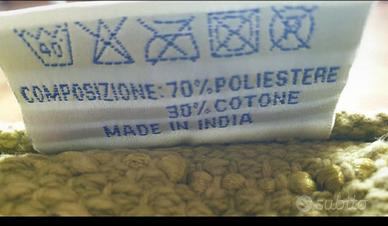 40
COMPOSIZIONE: 70% POLIESTERE
30% COTONE
MADE IN INDIA
subito